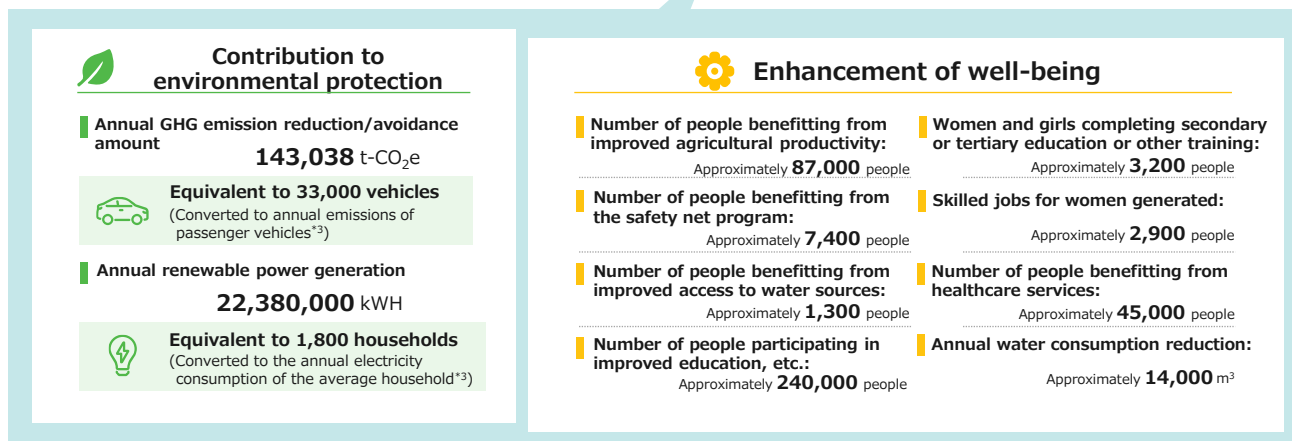 Contribution to
environmental protection
Annual GHG emission reduction/avoidance
amount
143,038 t-CO₂e
Equivalent to 33,000 vehicles
(Converted to annual emissions of
passenger vehicles*3)
Annual renewable power generation
22,380,000 kWH
Equivalent to 1,800 households
(Converted to the annual electricity
consumption of the average household*3)
Enhancement of well-being
Number of people benefitting from
improved agricultural productivity:
Approximately 87,000 people
Number of people benefitting from
the safety net program:
Approximately 7,400 people
Number of people benefitting from
improved access to water sources:
Approximately 1,300 people
Number of people participating in
improved education, etc.:
Approximately 240,000 people
Women and girls completing secondary
or tertiary education or other training:
Approximately 3,200 people
Skilled jobs for women generated:
Approximately 2,900 people
Number of people benefitting from
healthcare services:
Approximately 45,000 people
Annual water consumption reduction:
Approximately 14,000 m³